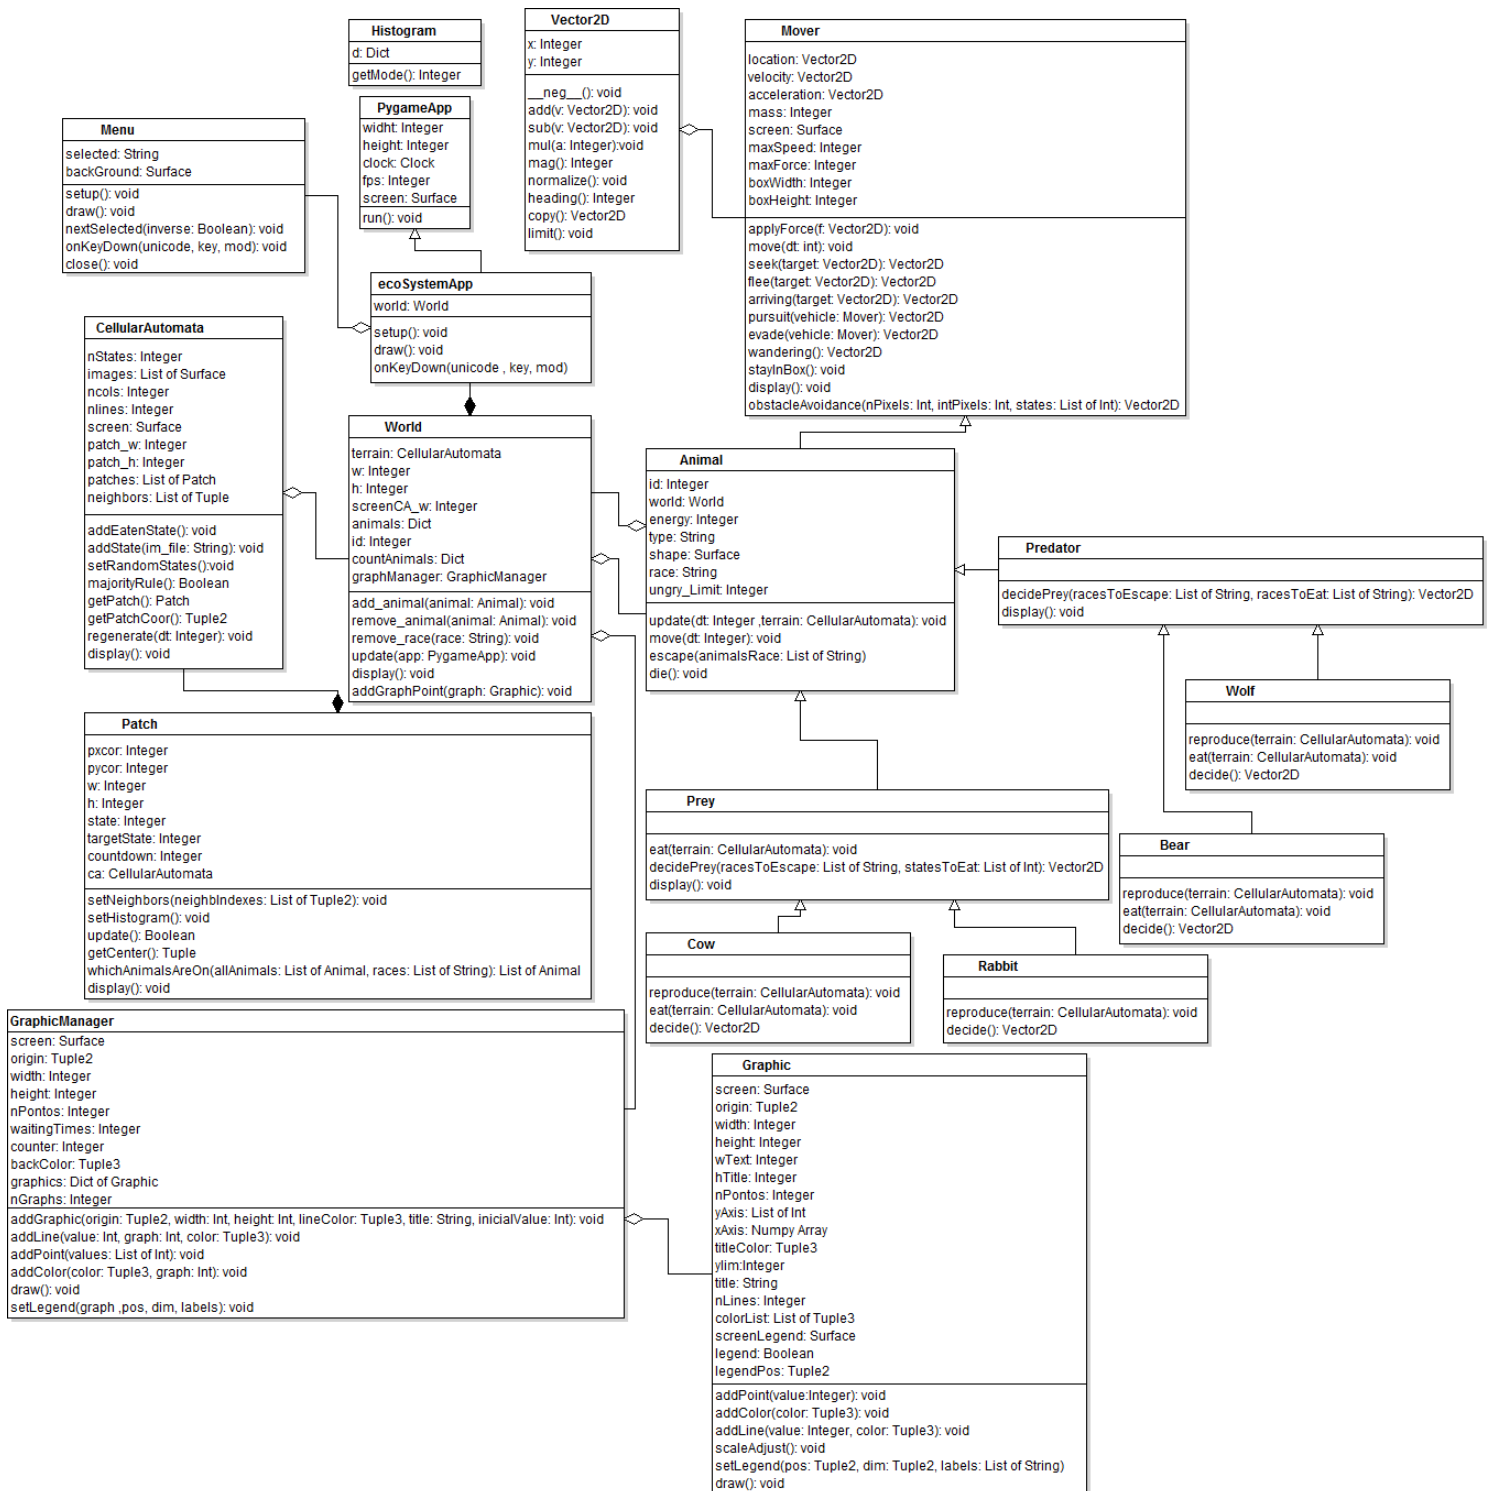 Histogram
d: Dict
getMode(): Integer
Vector2D
x: Integer
y: Integer
__neg__(): void
add(v: Vector2D): void
sub(v: Vector2D): void
mul(a: Integer):void
mag(): Integer
normalize(): void
heading(): Integer
copy(): Vector2D
limit(): void
Mover
location: Vector2D
velocity: Vector2D
acceleration: Vector2D
mass: Integer
screen: Surface
maxSpeed: Integer
maxForce: Integer
boxWidth: Integer
boxHeight: Integer
applyForce(f: Vector2D): void
move(dt: int): void
seek(target: Vector2D): Vector2D
flee(target: Vector2D): Vector2D
arriving(target: Vector2D): Vector2D
pursuit(vehicle: Mover): Vector2D
evade(vehicle: Mover): Vector2D
wandering(): Vector2D
stayInBox(): void
display(): void
obstacleAvoidance(nPixels: Int, intPixels: Int, states: List of Int): Vector2D
PygameApp
widht: Integer
height: Integer
clock: Clock
fps: Integer
screen: Surface
run(): void
Menu
selected: String
backGround: Surface
setup(): void
draw(): void
nextSelected(inverse: Boolean): void
onKeyDown(unicode, key, mod): void
close(): void
ecoSystemApp
world: World
setup(): void
draw(): void
onKeyDown(unicode , key, mod)
CellularAutomata
nStates: Integer
images: List of Surface
ncols: Integer
nlines: Integer
screen: Surface
patch_w: Integer
patch_h: Integer
patches: List of Patch
neighbors: List of Tuple
addEatenState(): void
addState(im_file: String): void
setRandomStates():void
majorityRule(): Boolean
getPatch(): Patch
getPatchCoor(): Tuple2
regenerate(dt: Integer): void
display(): void
World
terrain: CellularAutomata
w: Integer
h: Integer
screenCA_w: Integer
animals: Dict
id: Integer
countAnimals: Dict
graphManager: GraphicManager
add_animal(animal: Animal): void
remove_animal(animal: Animal): void
remove_race(race: String): void
update(app: PygameApp): void
display(): void
addGraphPoint(graph: Graphic): void
Animal
id: Integer
world: World
energy: Integer
type: String
shape: Surface
race: String
ungry_Limit: Integer
update(dt: Integer ,terrain: CellularAutomata): void
move(dt: Integer): void
escape(animalsRace: List of String)
die(): void
Predator
decidePrey(racesToEscape: List of String, racesToEat: List of String): Vector2D
display(): void
Wolf
reproduce(terrain: CellularAutomata): void
eat(terrain: CellularAutomata): void
decide(): Vector2D
Bear
reproduce(terrain: CellularAutomata): void
eat(terrain: CellularAutomata): void
decide(): Vector2D
Patch
pxcor: Integer
pycor: Integer
w: Integer
h: Integer
state: Integer
targetState: Integer
countdown: Integer
ca: CellularAutomata
setNeighbors(neighbIndexes: List of Tuple2): void
setHistogram(): void
update(): Boolean
getCenter(): Tuple
whichAnimalsAreOn(allAnimals: List of Animal, races: List of String): List of Animal
display(): void
Prey
eat(terrain: CellularAutomata): void
decidePrey(racesToEscape: List of String, statesToEat: List of Int): Vector2D
display(): void
Cow
reproduce(terrain: CellularAutomata): void
eat(terrain: CellularAutomata): void
decide(): Vector2D
Rabbit
reproduce(terrain: CellularAutomata): void
decide(): Vector2D
GraphicManager
screen: Surface
origin: Tuple2
width: Integer
height: Integer
nPontos: Integer
waitingTimes: Integer
counter: Integer
backColor: Tuple3
graphics: Dict of Graphic
nGraphs: Integer
addGraphic(origin: Tuple2, width: Int, height: Int, lineColor: Tuple3, title: String, inicialValue: Int): void
addLine(value: Int, graph: Int, color: Tuple3): void
addPoint(values: List of Int): void
addColor(color: Tuple3, graph: Int): void
draw(): void
setLegend(graph ,pos, dim, labels): void
Graphic
screen: Surface
origin: Tuple2
width: Integer
height: Integer
wText: Integer
hTitle: Integer
nPontos: Integer
yAxis: List of Int
xAxis: Numpy Array
titleColor: Tuple3
ylim:Integer
title: String
nLines: Integer
colorList: List of Tuple3
screenLegend: Surface
legend: Boolean
legendPos: Tuple2
addPoint(value:Integer): void
addColor(color: Tuple3): void
addLine(value: Integer, color: Tuple3): void
scaleAdjust(): void
setLegend(pos: Tuple2, dim: Tuple2, labels: List of String)
draw(): void